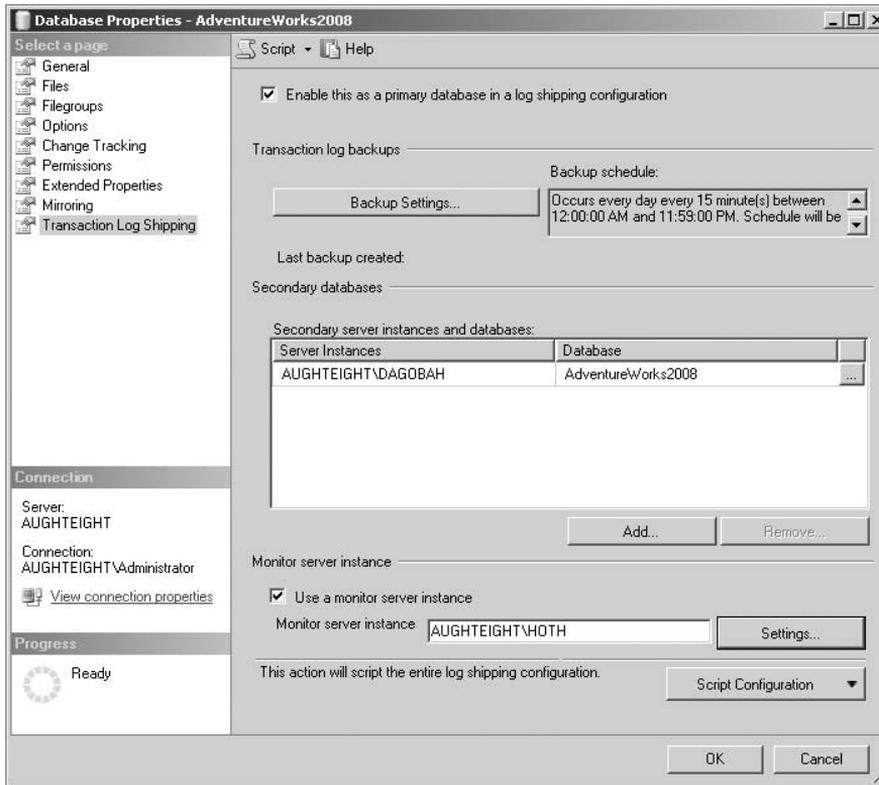 Database Properties - AdventureWorks2008
Select a page
General
Files
Filegroups
Options
Change Tracking
Permissions
Extended Properties
Mirroring
Transaction Log Shipping
Connection
Server:
AUGHTEIGHT
Connection:
AUGHTEIGHT\Administrator
View connection properties
Progress
Ready
Script
Help
Enable this as a primary database in a log shipping configuration
Transaction log backups
Backup schedule:
Backup Settings...
Occurs every day every 15 minute(s) between
12:00:00 AM and 11:59:00 PM. Schedule will be
Last backup created:
Secondary databases
Secondary server instances and databases:
Server Instances Database
AUGHTEIGHT\DAGOBAH AdventureWorks2008 ...
Add... Remove...
Monitor server instance
Use a monitor server instance
Monitor server instance AUGHTEIGHT\HOTH Settings...
This action will script the entire log shipping configuration.
Script Configuration
OK Cancel